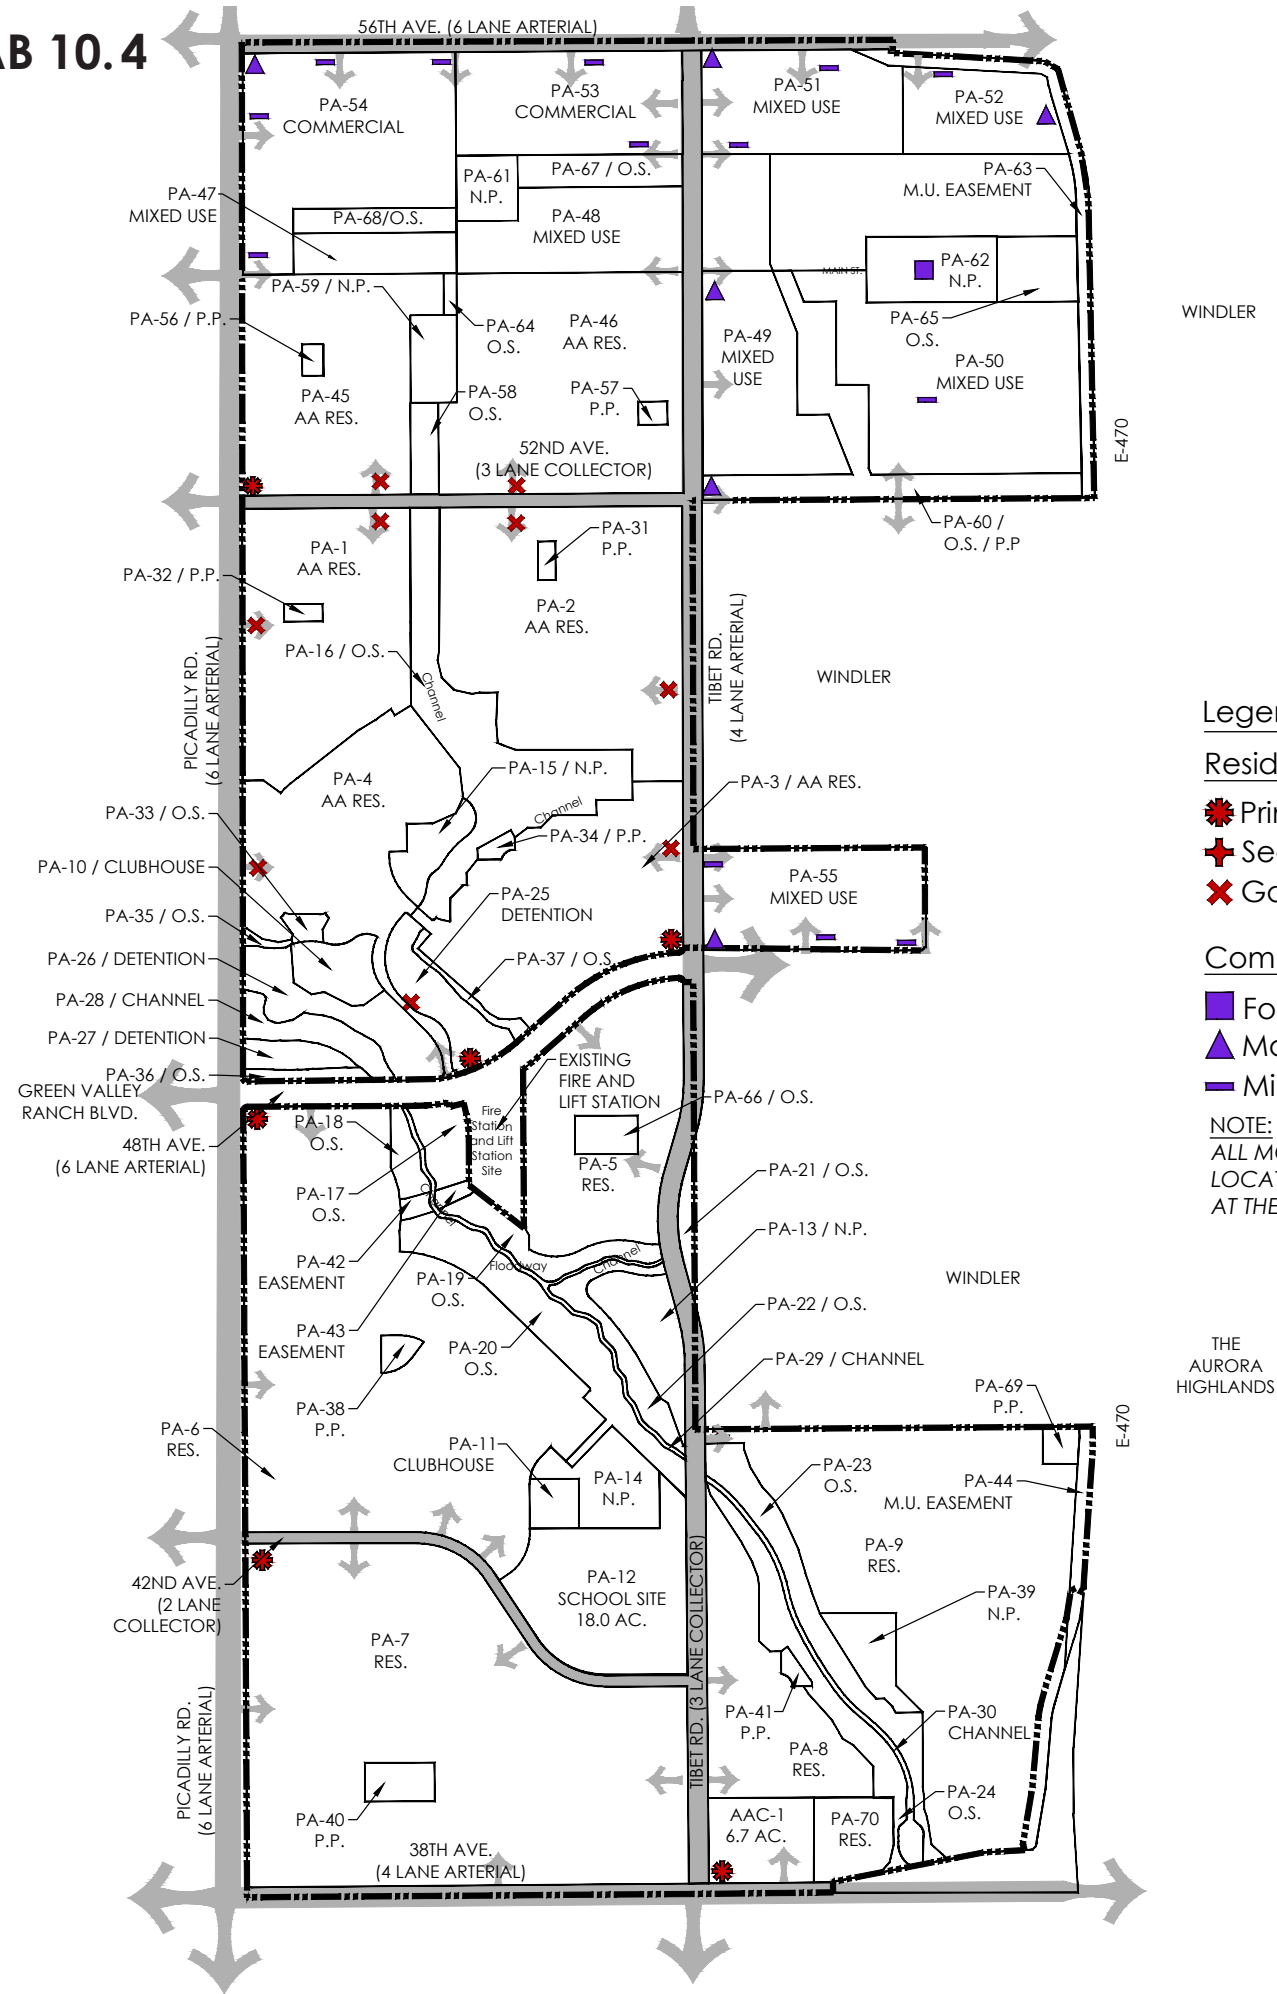 AB 10.4
56TH AVE. (6 LANE ARTERIAL)
PA-54
COMMERCIAL
PA-53
COMMERCIAL
PA-51
MIXED USE
PA-52
MIXED USE
PA-47
MIXED USE
PA-61
N.P.
PA-67 / O.S.
PA-63
M.U. EASEMENT
PA-68/O.S.
PA-48
MIXED USE
PA-59 / N.P.
MAIN ST.
PA-62
N.P.
PA-56 / P.P.
PA-64
O.S.
PA-46
AA RES.
PA-49
MIXED
USE
PA-65
O.S.
WINDLER
PA-50
MIXED USE
PA-45
AA RES.
PA-58
O.S.
PA-57
P.P.
E-470
52ND AVE.
(3 LANE COLLECTOR)
PA-60 /
O.S. / P.P
PA-1
AA RES.
PA-31
P.P.
PA-32 / P.P.
PA-2
AA RES.
PA-16 / O.S.
Channel
PICADILLY RD.
(6 LANE ARTERIAL)
TIBET RD.
(4 LANE ARTERIAL)
WINDLER
PA-4
AA RES.
PA-15 / N.P.
PA-3 / AA RES.
Channel
PA-33 / O.S.
PA-34 / P.P.
PA-10 / CLUBHOUSE
PA-25
DETENTION
PA-55
MIXED USE
PA-35 / O.S.
PA-26 / DETENTION
PA-37 / O.S.
PA-28 / CHANNEL
PA-27 / DETENTION
PA-36 / O.S.
GREEN VALLEY
RANCH BLVD.
48TH AVE.
(6 LANE ARTERIAL)
EXISTING
FIRE AND
LIFT STATION
PA-66 / O.S.
PA-18
O.S.
Fire
Station
and Lift
Station
Site
PA-5
RES.
PA-17
O.S.
PA-21 / O.S.
PA-13 / N.P.
PA-42
EASEMENT
PA-19
O.S.
Floodway
Channel
WINDLER
PA-43
EASEMENT
PA-20
O.S.
PA-22 / O.S.
PA-29 / CHANNEL
THE
AURORA
HIGHLANDS
PA-38
P.P.
PA-69
P.P.
E-470
PA-6
RES.
PA-11
CLUBHOUSE
PA-14
N.P.
PA-23
O.S.
PA-44
M.U. EASEMENT
PA-9
RES.
42ND AVE.
(2 LANE
COLLECTOR)
PA-12
SCHOOL SITE
18.0 AC.
PA-39
N.P.
PA-7
RES.
TIBET RD. (3 LANE COLLECTOR)
PICADILLY RD.
(6 LANE ARTERIAL)
PA-41
P.P.
PA-30
CHANNEL
PA-8
RES.
PA-24
O.S.
PA-40
P.P.
AAC-1
6.7 AC.
PA-70
RES.
38TH AVE.
(4 LANE ARTERIAL)
Leger
Resid
Prir
Sec
Ga
Com
Fo
Mo
Mi
NOTE:
ALL MO
LOCAT
AT THE